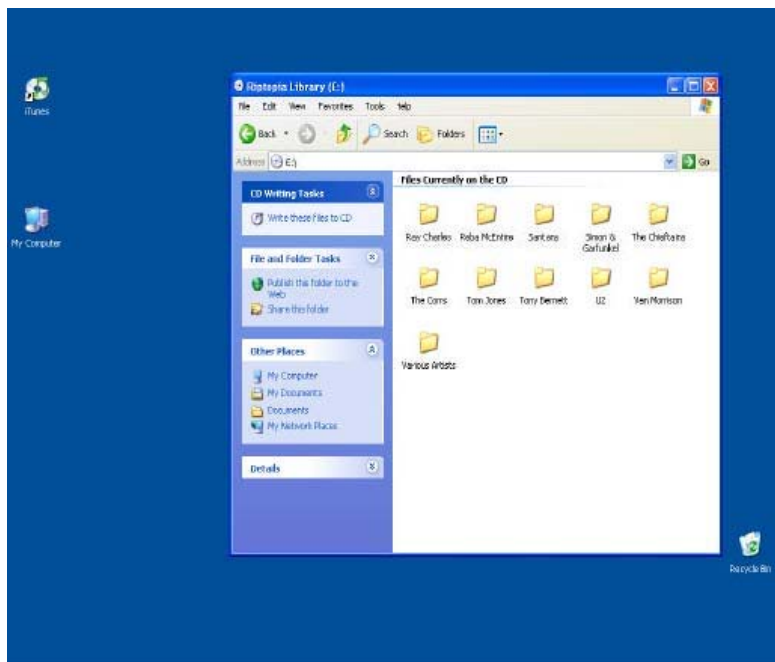 iTunes
My Computer
Riptopia Library (E:)
File Edit View Favorites Tools Help
Back Search Folders
Address E:\ Go
CD Writing Tasks
Write these files to CD
File and Folder Tasks
Publish this folder to the
Web
Share this folder
Other Places
My Computer
My Documents
Documents
My Network Places
Details
Files Currently on the CD
Ray Charles Reba McEntire Santana Simon & The Chieftains
Garfunkel
The Corrs Tom Jones Tony Bennett U2 Van Morrison
Various Artists
Recycle Bin